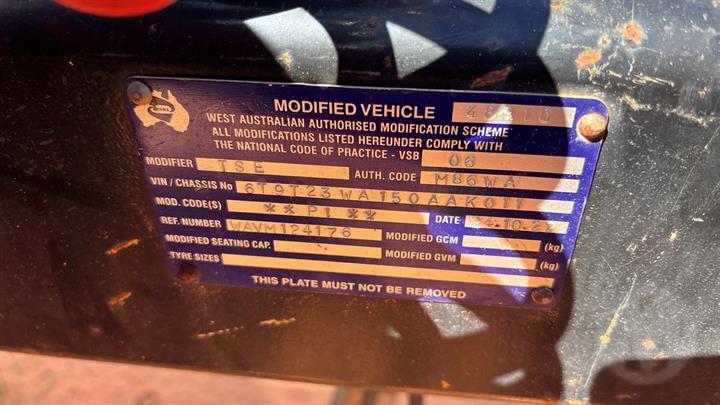 MODIFIED VEHICLE
WEST AUSTRALIAN AUTHORISED MODIFICATION SCHEME
ALL MODIFICATIONS LISTED HEREUNDER COMPLY WITH
THE NATIONAL CODE OF PRACTICE - VSB 06
MODIFIER TSE AUTH. CODE M86WA
VIN / CHASSIS No 6T9T23WA150AAK011
MOD. CODE(S) **P1** DATE
REF. NUMBER WAVM124176 MODIFIED GCM (kg)
MODIFIED SEATING CAP. MODIFIED GVM (kg)
TYRE SIZES
THIS PLATE MUST NOT BE REMOVED